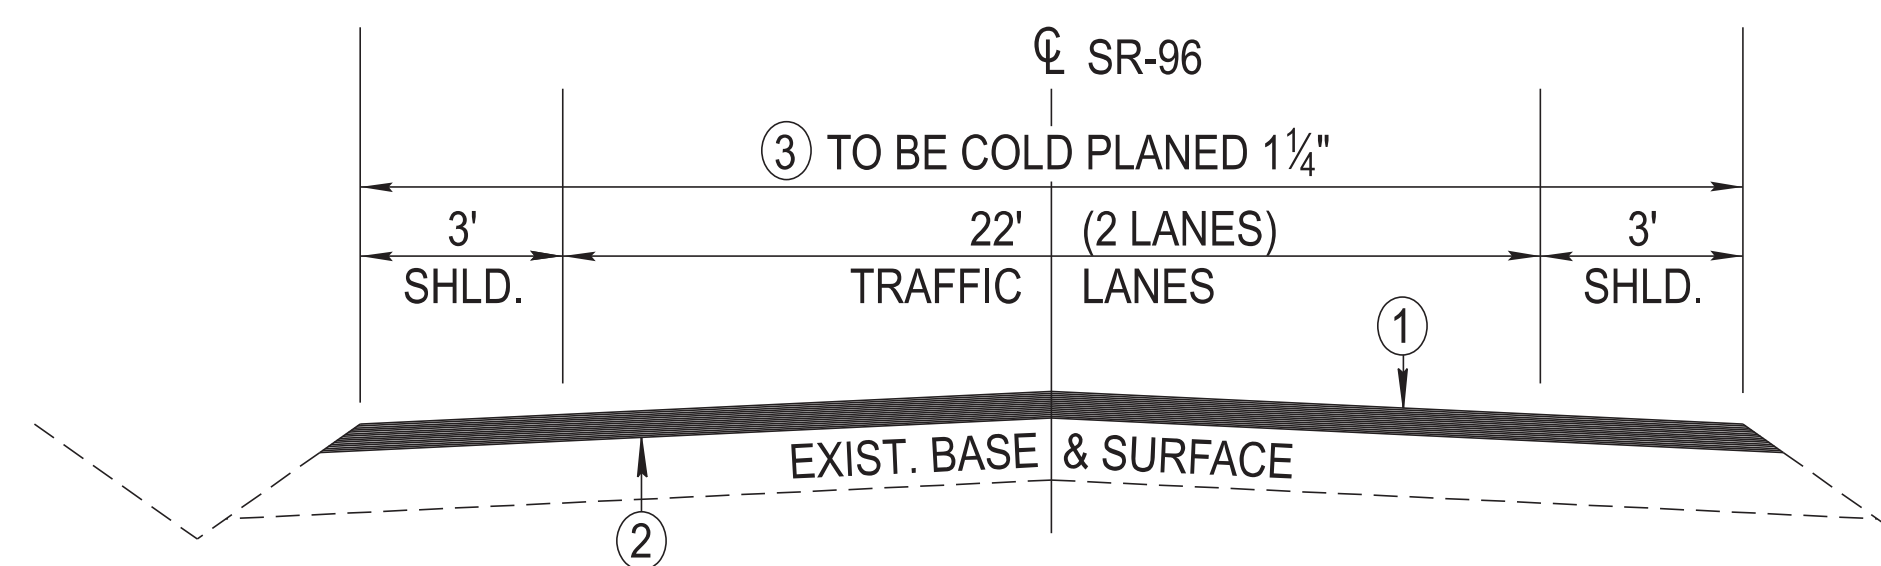 ℄ SR-96
③ TO BE COLD PLANED 1¼"
3' 22' (2 LANES) 3'
SHLD. TRAFFIC LANES SHLD.
①
EXIST. BASE & SURFACE
②